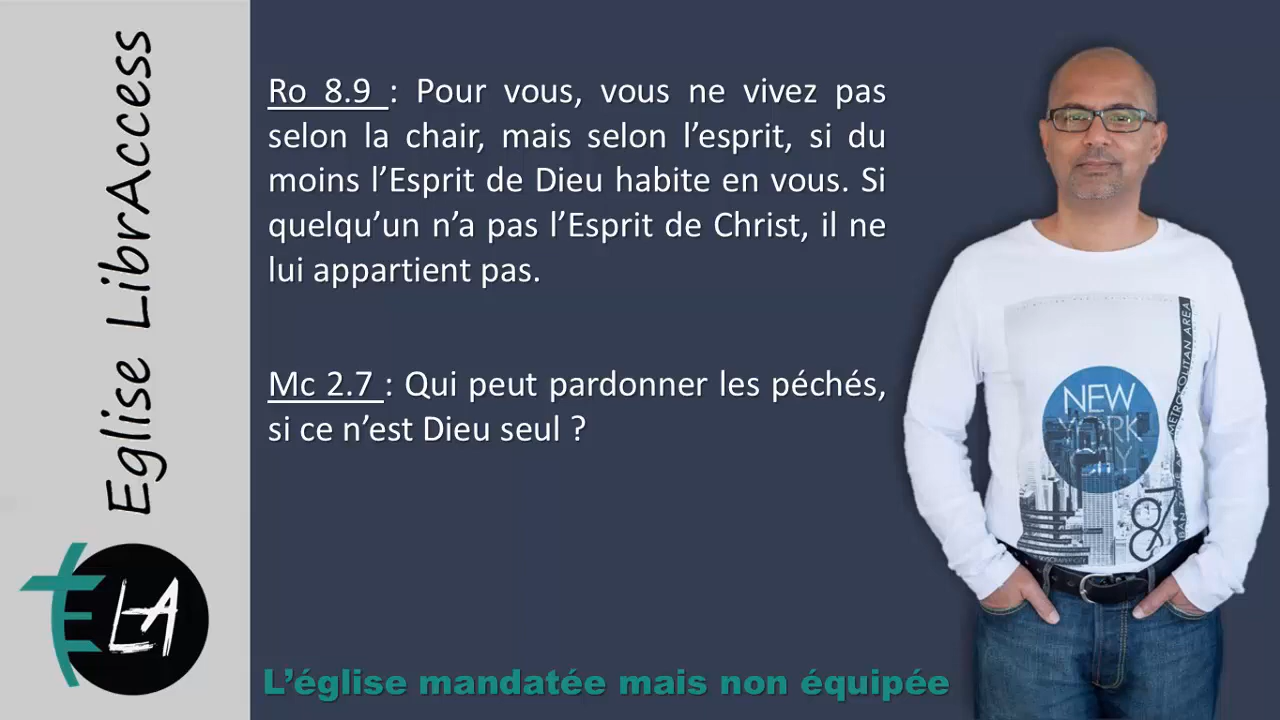 Eglise LibrAccess
ELA
Ro 8.9 : Pour vous, vous ne vivez pas
selon la chair, mais selon l’esprit, si du
moins l’Esprit de Dieu habite en vous. Si
quelqu’un n’a pas l’Esprit de Christ, il ne
lui appartient pas.
Mc 2.7 : Qui peut pardonner les péchés,
si ce n’est Dieu seul ?
METROPOLITAN AREA
NEW
YORK
CITY
L’église mandatée mais non équipée